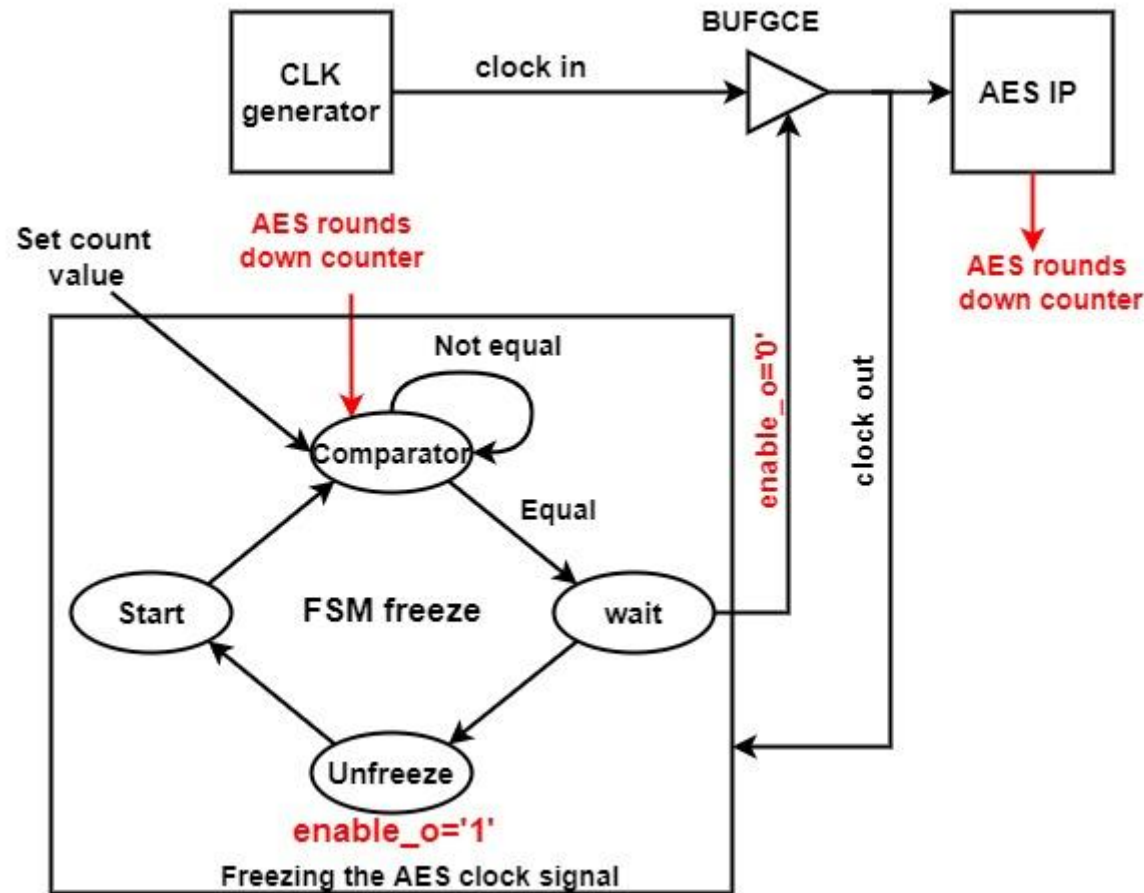 BUFGCE
CLK
generator
clock in
AES IP
AES rounds
down counter
Set count
value
AES rounds
down counter
Not equal
enable_o='0'
clock out
Comparator
Equal
Start
FSM freeze
wait
Unfreeze
enable_o='1'
Freezing the AES clock signal